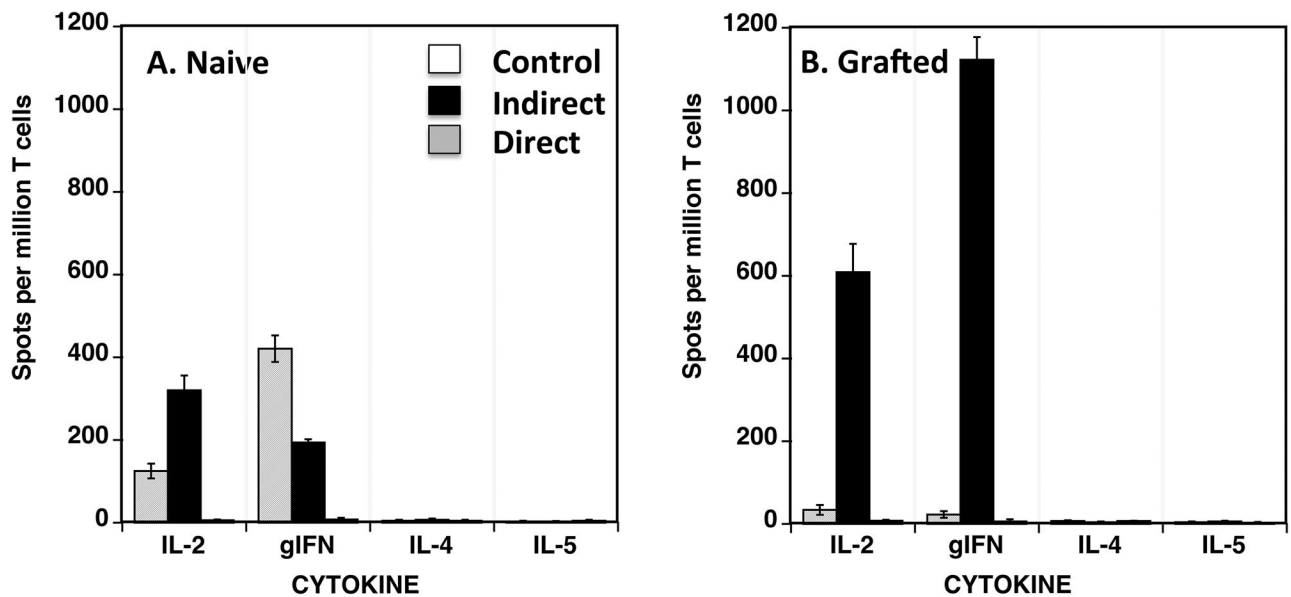 A. Naive
Control
Indirect
Direct
Spots per million T cells
1200
1000
800
600
400
200
0
IL-2 gIFN IL-4 IL-5
CYTOKINE
B. Grafted
Spots per million T cells
1200
1000
800
600
400
200
0
IL-2 gIFN IL-4 IL-5
CYTOKINE